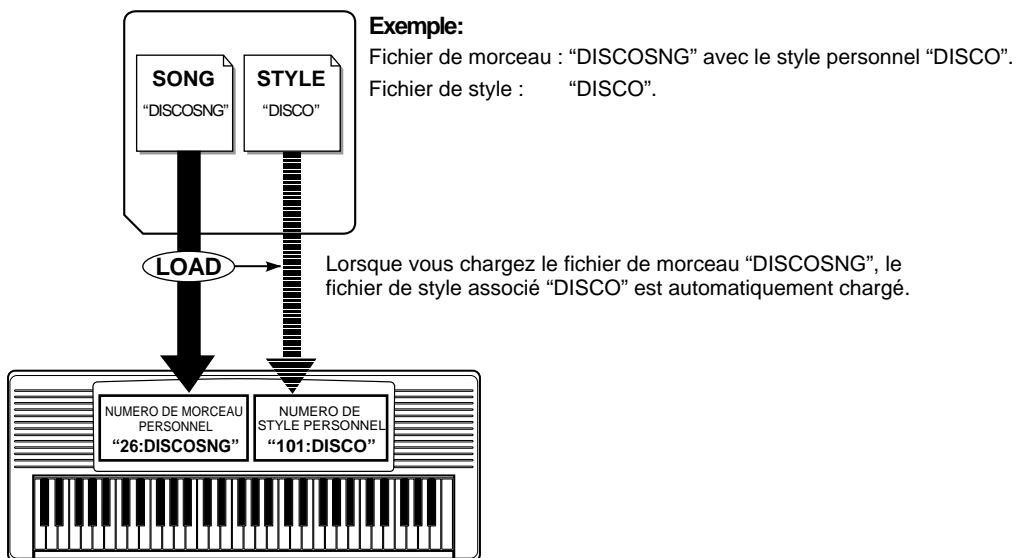 Exemple:
Fichier de morceau : “DISCOSNG” avec le style personnel “DISCO”.
Fichier de style : “DISCO”.
SONG
“DISCOSNG”
STYLE
“DISCO”
LOAD
Lorsque vous chargez le fichier de morceau “DISCOSNG”, le
fichier de style associé “DISCO” est automatiquement chargé.
NUMERO DE MORCEAU
PERSONNEL
“26:DISCOSNG”
NUMERO DE
STYLE PERSONNEL
“101:DISCO”